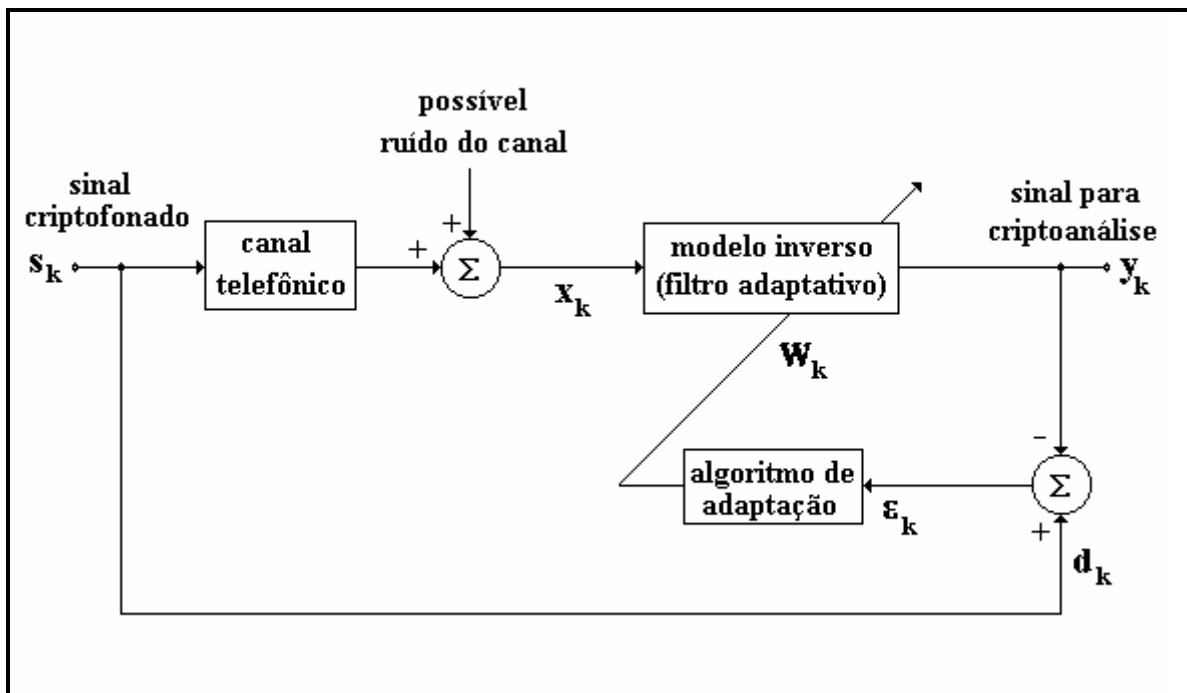 possível
ruído do canal
sinal
criptofonado
sinal para
criptoanálise
s_k
canal
telefônico
+
+
Σ
x_k
modelo inverso
(filtro adaptativo)
y_k
W_k
algoritmo de
adaptação
ε_k
-
Σ
+
d_k